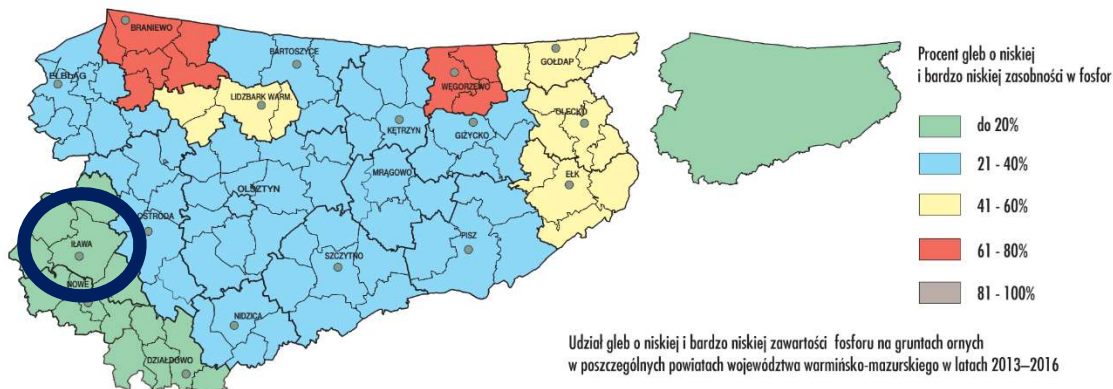 BRANIEWO
BARTOSZYCE
GOŁDAP
ELBLĄG
WĘGORZEWO
LIDZBARK WARM.
OLECKO
KĘTRZYN
GIŻYCKO
EŁK
MRĄGOWO
OLSZTYN
OSTRÓDA
IŁAWA
PISZ
SZCZYTNO
NOWE
NIDZICA
DZIAŁDOWO
Procent gleb o niskiej
i bardzo niskiej zasobności w fosfor
do 20%
21 - 40%
41 - 60%
61 - 80%
81 - 100%
Udział gleb o niskiej i bardzo niskiej zawartości fosforu na gruntach ornych
w poszczególnych powiatach województwa warmińsko-mazurskiego w latach 2013–2016